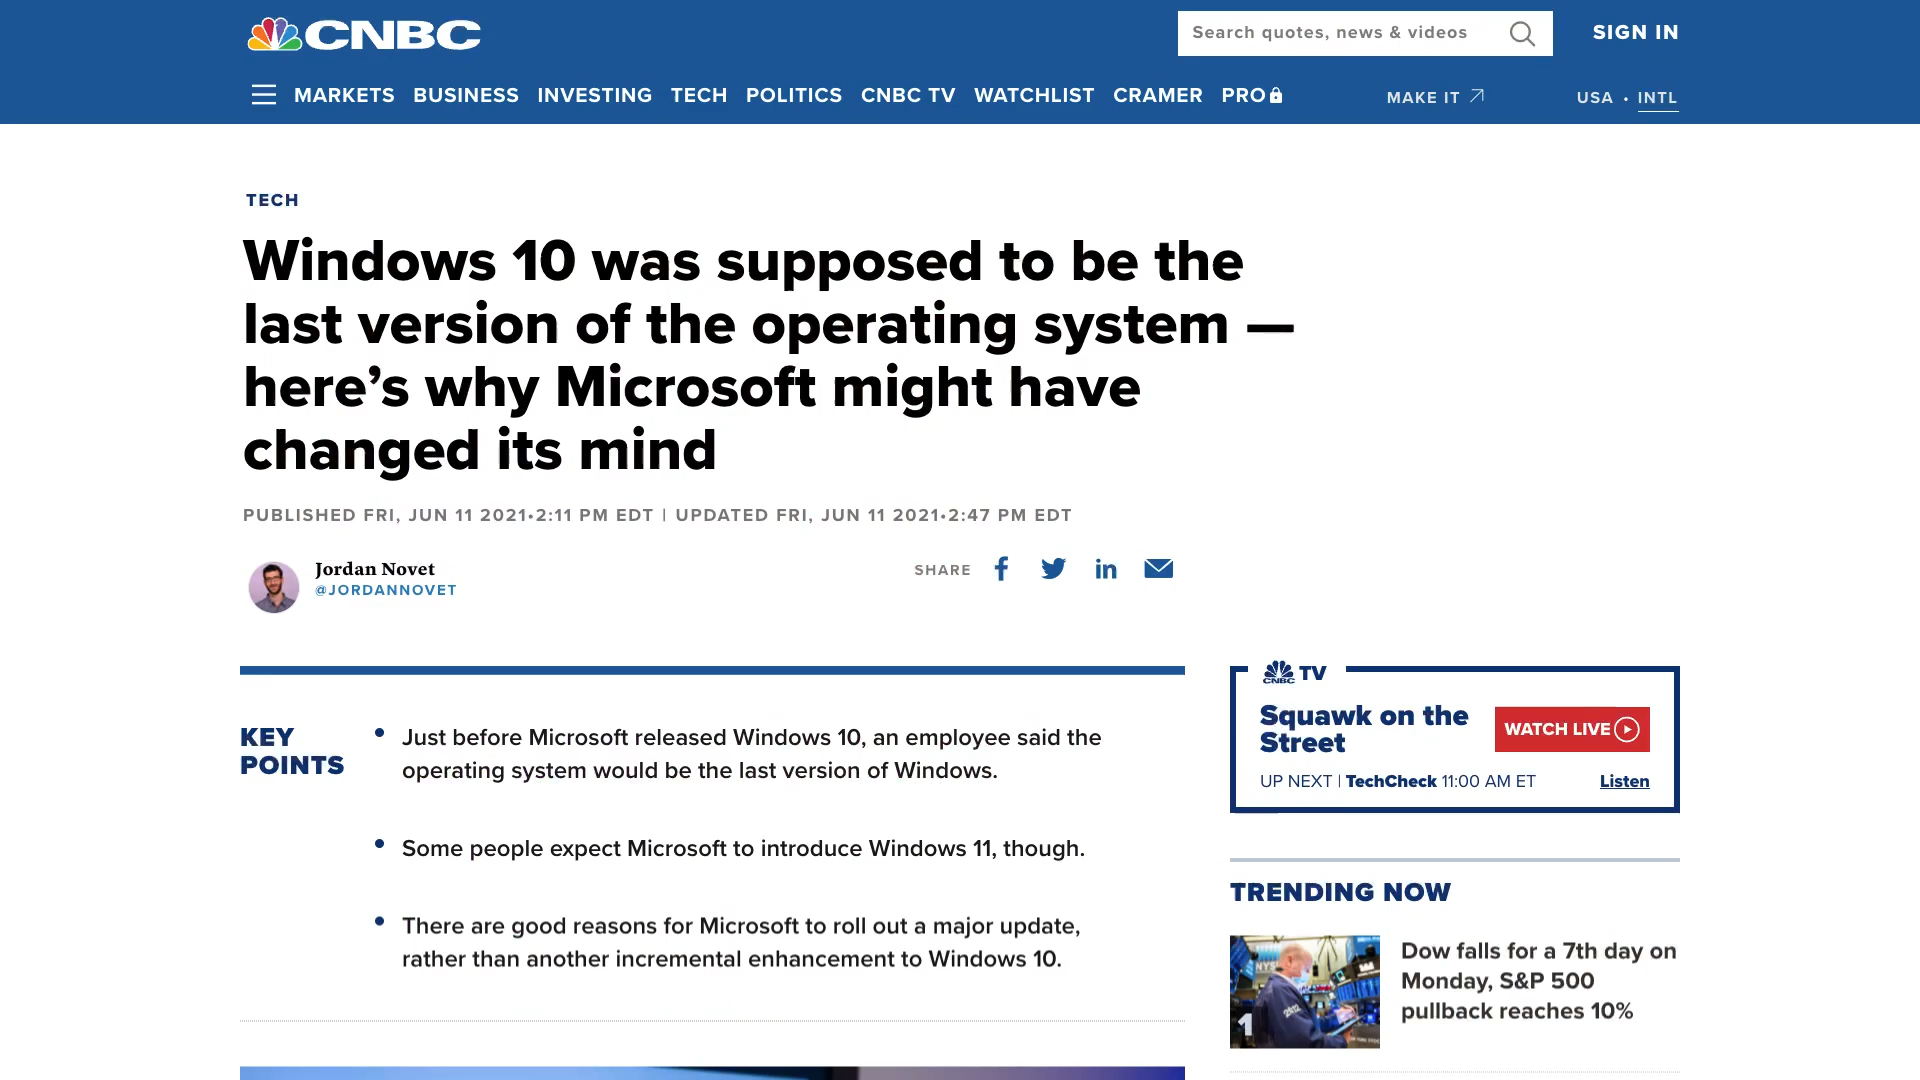 CNBC
Search quotes, news & videos
SIGN IN
MARKETS BUSINESS INVESTING TECH POLITICS CNBC TV WATCHLIST CRAMER PRO
MAKE IT
USA • INTL
TECH
Windows 10 was supposed to be the
last version of the operating system —
here’s why Microsoft might have
changed its mind
PUBLISHED FRI, JUN 11 2021•2:11 PM EDT | UPDATED FRI, JUN 11 2021•2:47 PM EDT
Jordan Novet
@JORDANNOVET
SHARE
KEY
POINTS
• Just before Microsoft released Windows 10, an employee said the
operating system would be the last version of Windows.
• Some people expect Microsoft to introduce Windows 11, though.
• There are good reasons for Microsoft to roll out a major update,
rather than another incremental enhancement to Windows 10.
CNBC TV
Squawk on the
Street
WATCH LIVE
UP NEXT | TechCheck 11:00 AM ET
Listen
TRENDING NOW
1
Dow falls for a 7th day on
Monday, S&P 500
pullback reaches 10%